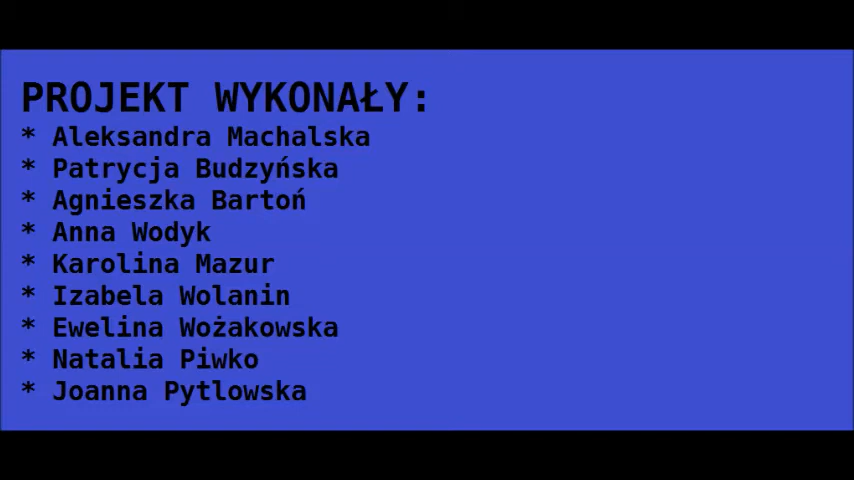 PROJEKT WYKONAŁY:
* Aleksandra Machalska
* Patrycja Budzyńska
* Agnieszka Bartoń
* Anna Wodyk
* Karolina Mazur
* Izabela Wolanin
* Ewelina Wożakowska
* Natalia Piwko
* Joanna Pytlowska